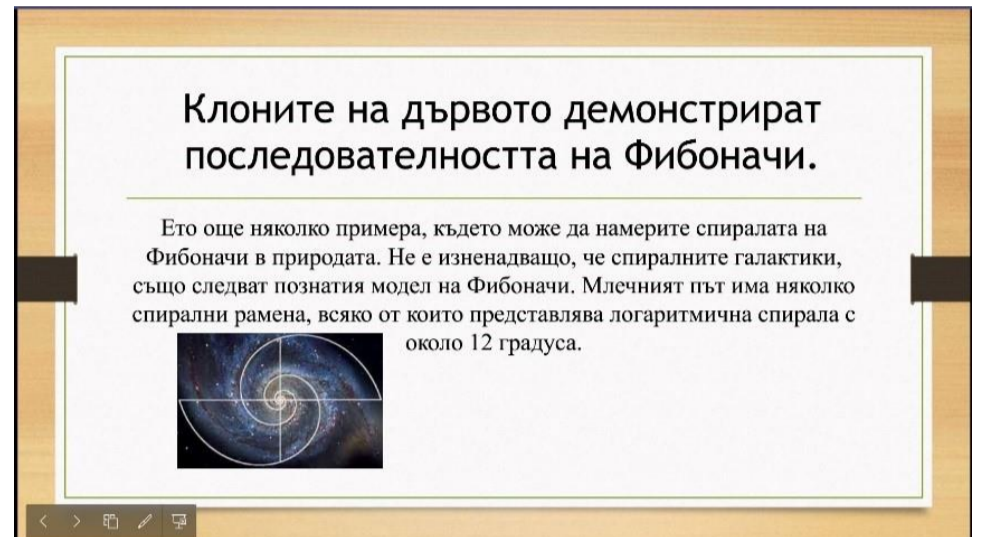 Клоните на дървото демонстрират
последователността на Фибоначи.
Ето още няколко примера, където може да намерите спиралата на
Фибоначи в природата. Не е изненадващо, че спиралните галактики,
също следват познатия модел на Фибоначи. Млечният път има няколко
спирални рамена, всяко от които представлява логаритмична спирала с
около 12 градуса.